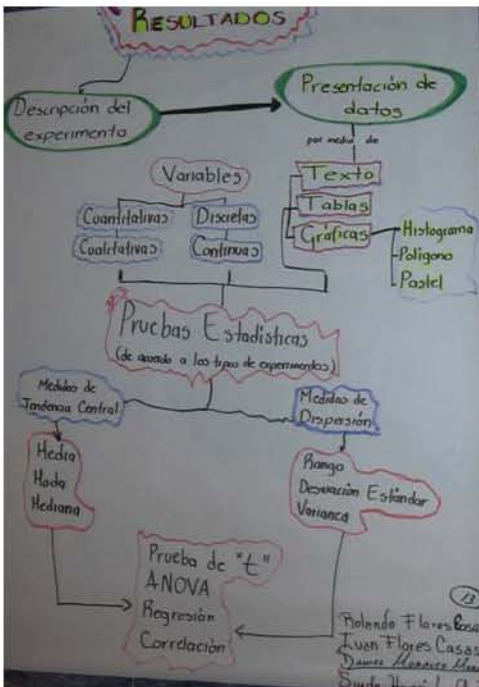 RESULTADOS
Descripción del
experimento
Presentación de
datos
por medio de
Texto
Tablas
Gráficas
Histograma
Polígono
Pastel
Variables
Cuantitativas
Cualitativas
Discretas
Continuas
Pruebas Estadísticas
(de acuerdo a los tipos de experimentos)
Medidas de
Tendencia Central
Medidas de
Dispersión
Media
Moda
Mediana
Rango
Desviación Estándar
Varianza
Prueba de "t"
ANOVA
Regresión
Correlación
13
Rolando Flores
Juan Flores Casas